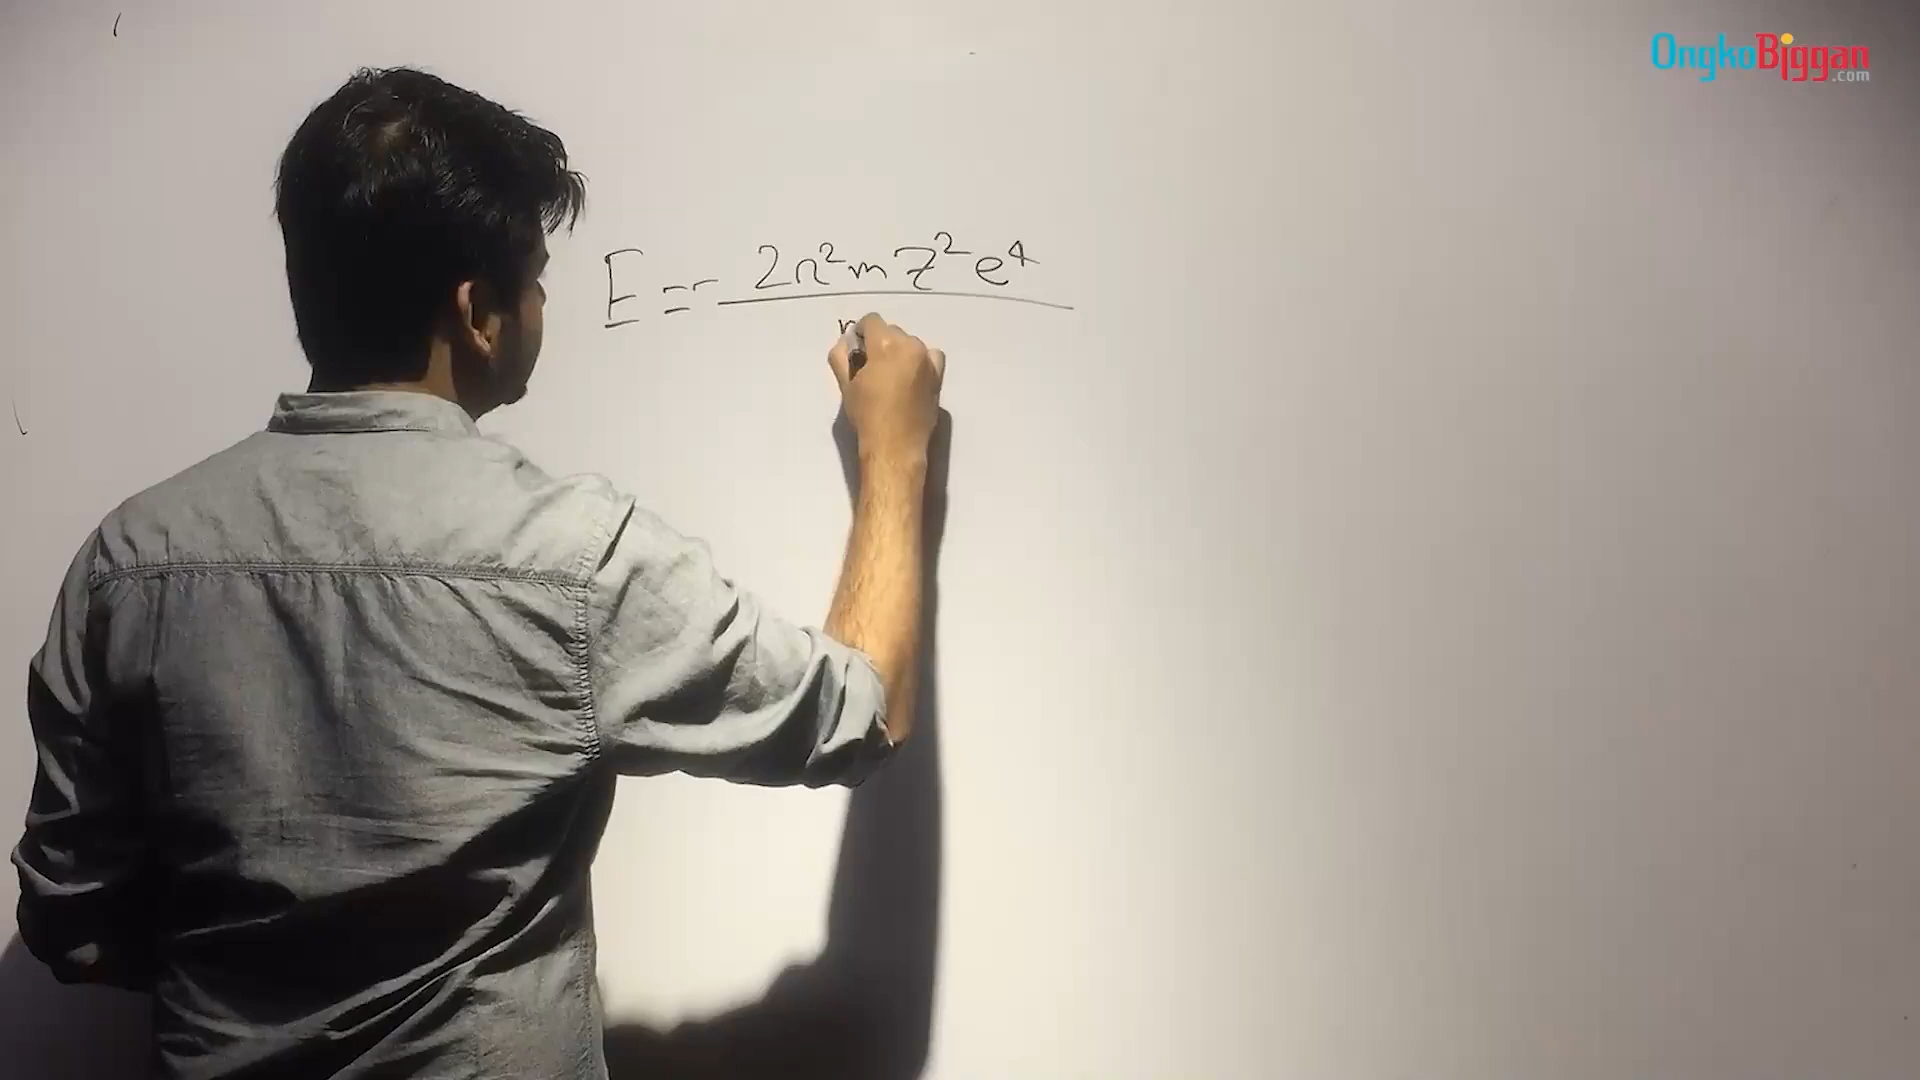 OngkoBiggan.com
E = - 2π²mZ²e⁴
n